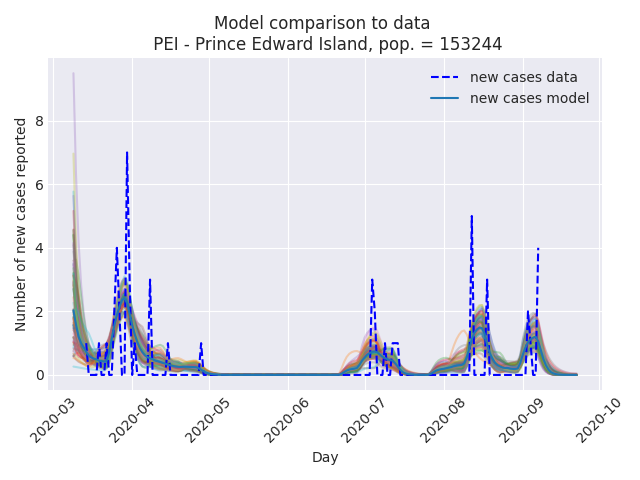 Model comparison to data
PEI - Prince Edward Island, pop. = 153244
new cases data
new cases model
Number of new cases reported
8
6
4
2
0
2020-03
2020-04
2020-05
2020-06
2020-07
2020-08
2020-09
2020-10
Day